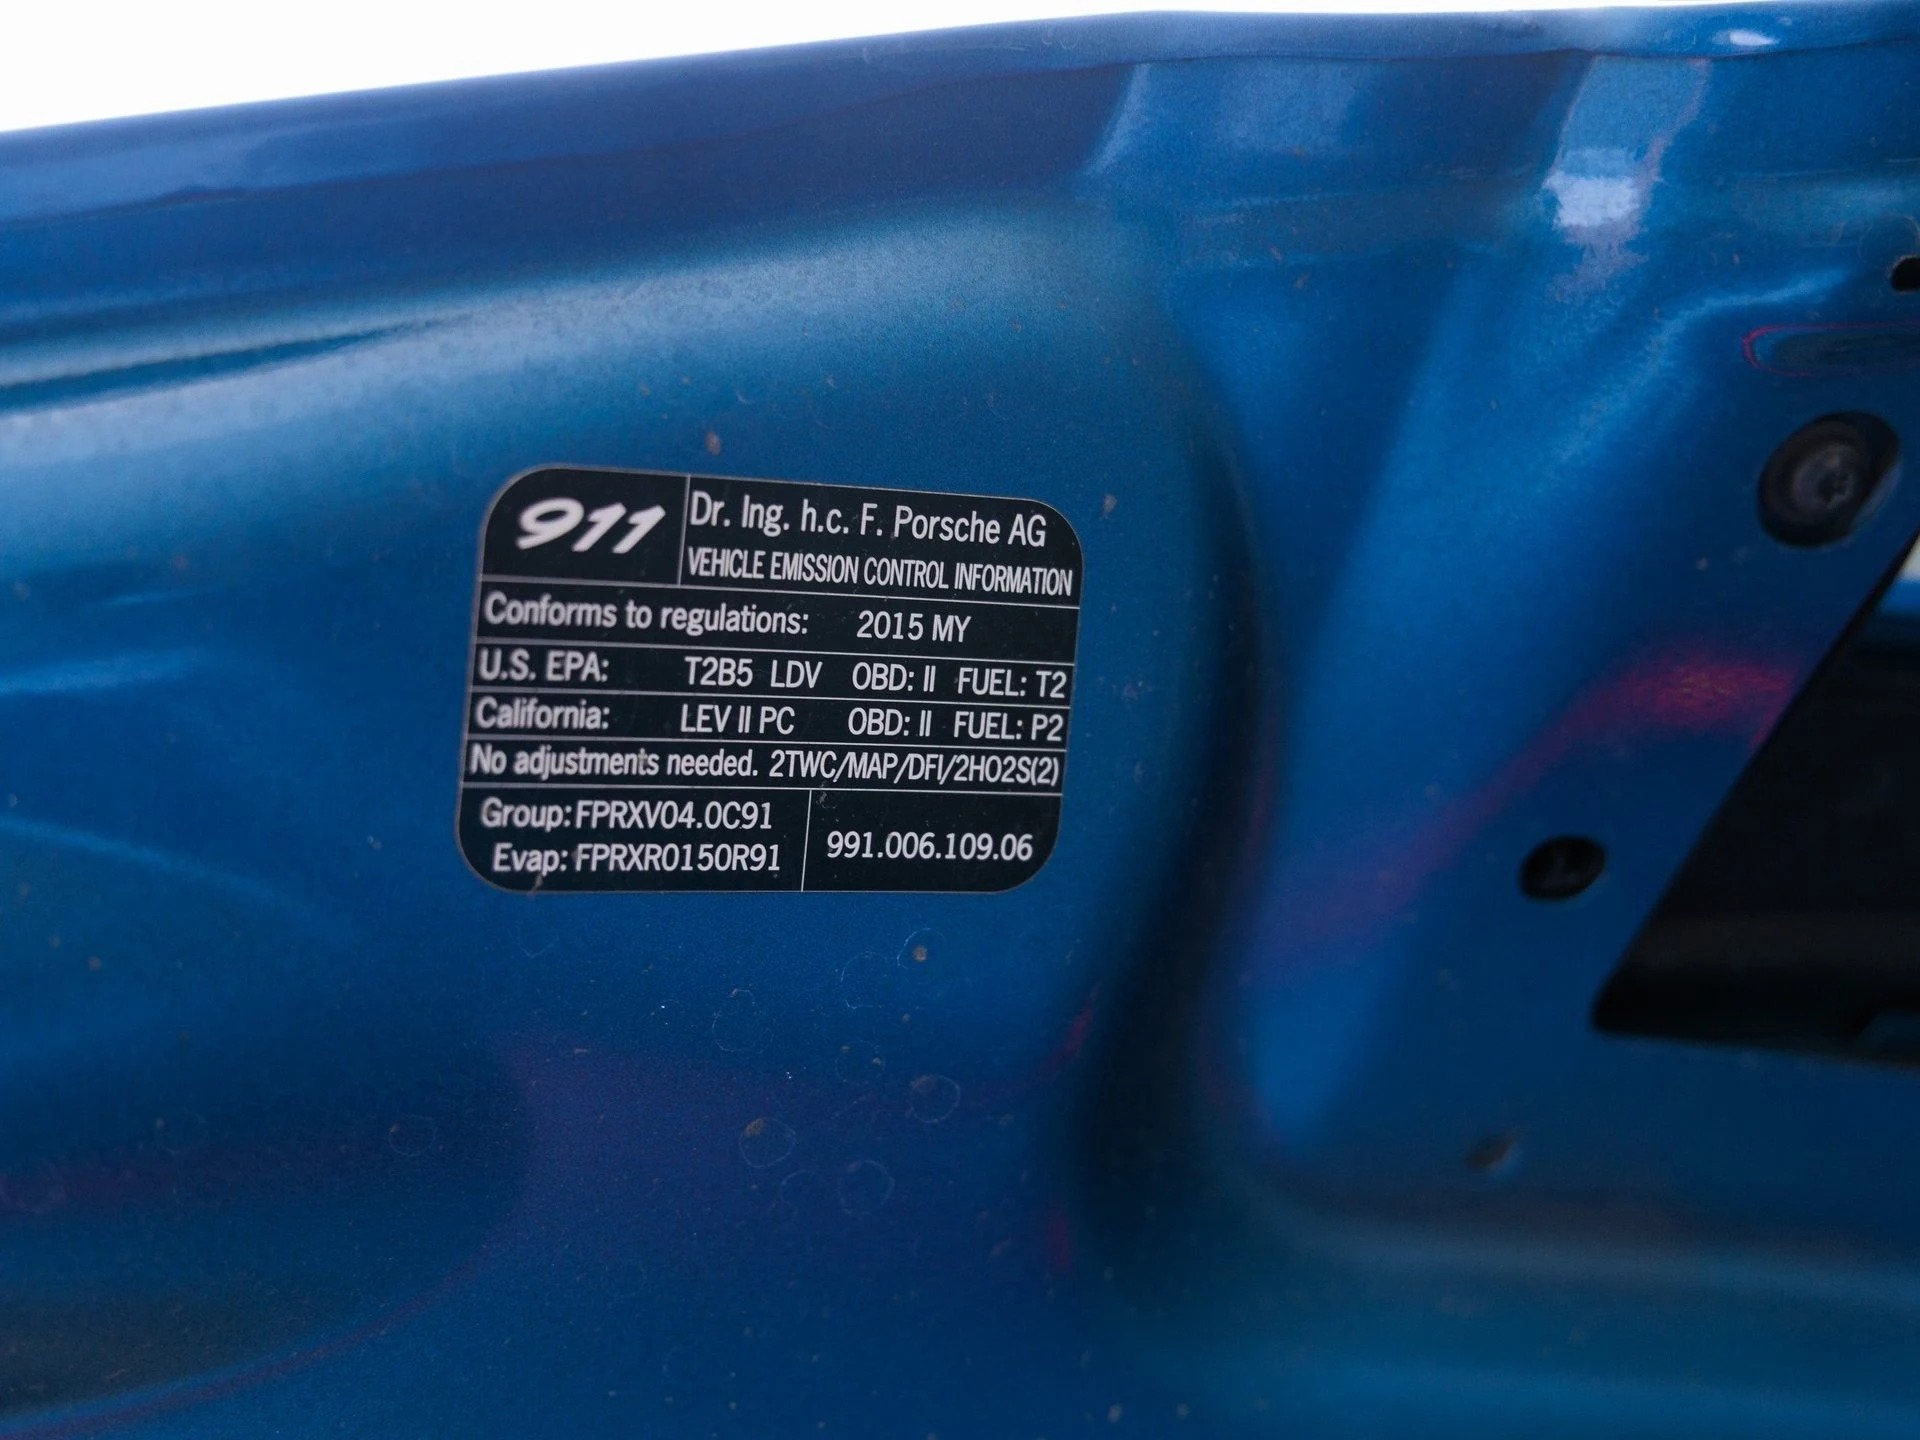 911
Dr. Ing. h.c. F. Porsche AG
VEHICLE EMISSION CONTROL INFORMATION
Conforms to regulations: 2015 MY
U.S. EPA: T2B5 LDV OBD: II FUEL: T2
California: LEV II PC OBD: II FUEL: P2
No adjustments needed. 2TWC/MAP/DFI/2HO2S(2)
Group: FPRXV04.0C91
Evap: FPRXR0150R91
991.006.109.06